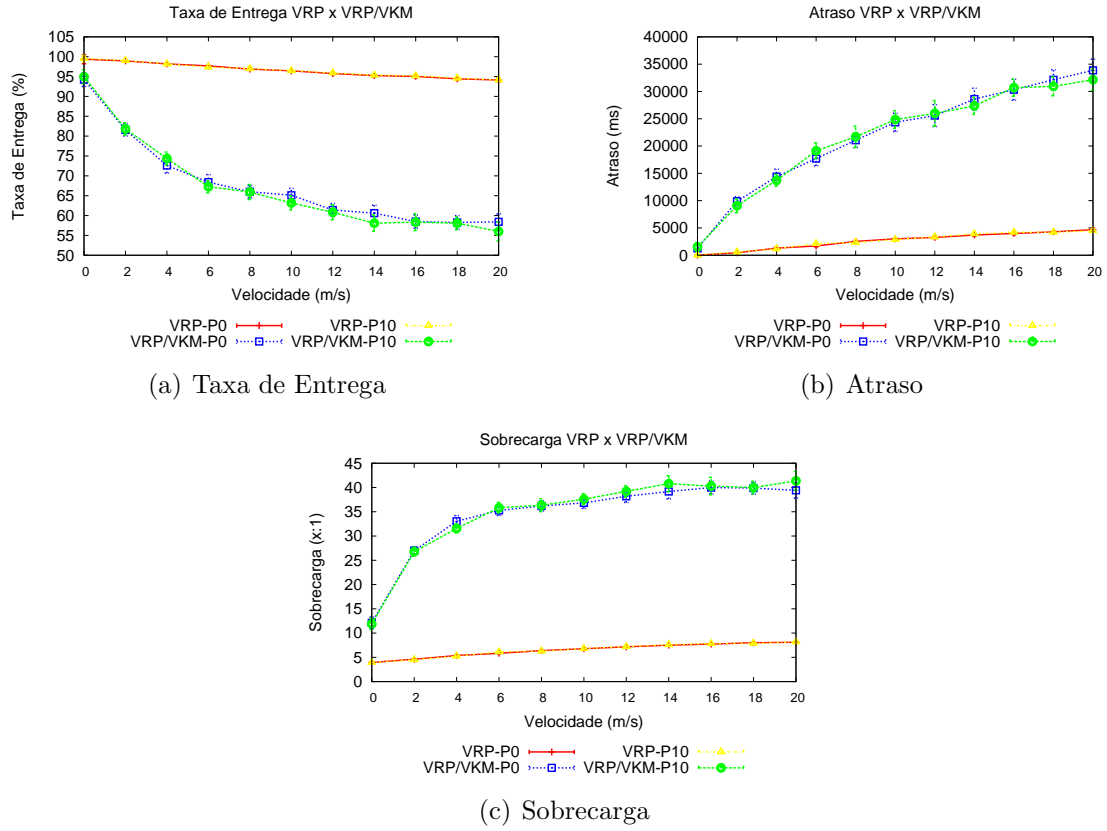 Taxa de Entrega VRP x VRP/VKM
Taxa de Entrega (%)
105
100
95
90
85
80
75
70
65
60
55
50
0 2 4 6 8 10 12 14 16 18 20
Velocidade (m/s)
VRP-P0 VRP-P10
VRP/VKM-P0 VRP/VKM-P10
(a) Taxa de Entrega
Atraso VRP x VRP/VKM
Atraso (ms)
40000
35000
30000
25000
20000
15000
10000
5000
0
0 2 4 6 8 10 12 14 16 18 20
Velocidade (m/s)
VRP-P0 VRP-P10
VRP/VKM-P0 VRP/VKM-P10
(b) Atraso
Sobrecarga VRP x VRP/VKM
Sobrecarga (x:1)
45
40
35
30
25
20
15
10
5
0
0 2 4 6 8 10 12 14 16 18 20
Velocidade (m/s)
VRP-P0 VRP-P10
VRP/VKM-P0 VRP/VKM-P10
(c) Sobrecarga